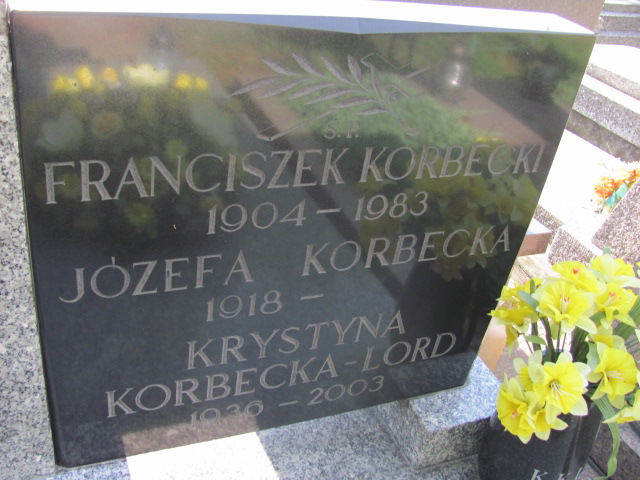 Ś.P.
FRANCISZEK KORBECKI
1904 – 1983
JÓZEFA KORBECKA
1918 –
KRYSTYNA
KORBECKA-LORD
1936 – 2003